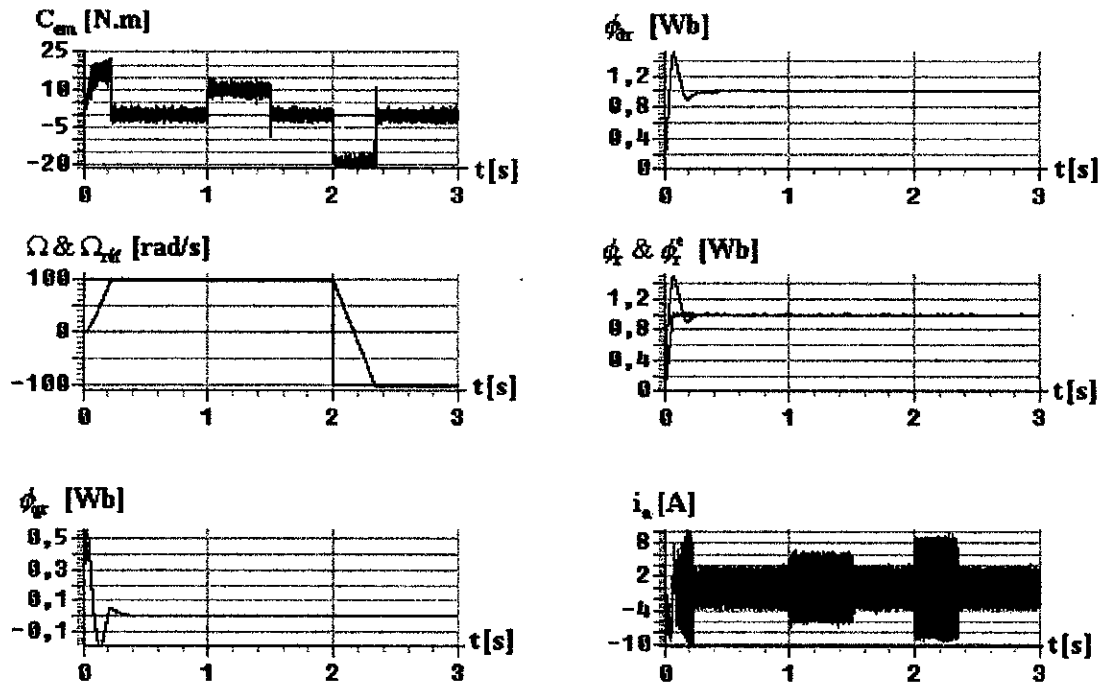 C_em [N.m]
25
10
-5
-20
0 1 2 3
t[s]
ϕ_dr [Wb]
1,2
0,8
0,4
0
0 1 2 3
t[s]
Ω & Ω_réf [rad/s]
100
0
-100
0 1 2 3
t[s]
ϕ_r & ϕ_r^e [Wb]
1,2
0,8
0,4
0
0 1 2 3
t[s]
ϕ_qr [Wb]
0,5
0,3
0,1
-0,1
0 1 2 3
t[s]
i_a [A]
8
2
-4
-10
0 1 2 3
t[s]